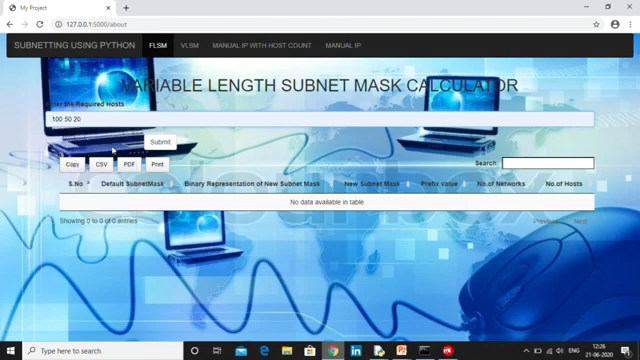 My Project
127.0.0.1:5000/about
SUBNETTING USING PYTHON FLSM VLSM MANUAL IP WITH HOST COUNT MANUAL IP
VARIABLE LENGTH SUBNET MASK CALCULATOR
Enter the Required Hosts
100 50 20
Submit
Copy CSV PDF Print Search:
S.No Default SubnetMask Binary Representation of New Subnet Mask New Subnet Mask Prefix value No.of Networks No.of Hosts
No data available in table
Showing 0 to 0 of 0 entries Previous Next
Type here to search
ENG
12:26
21-06-2020